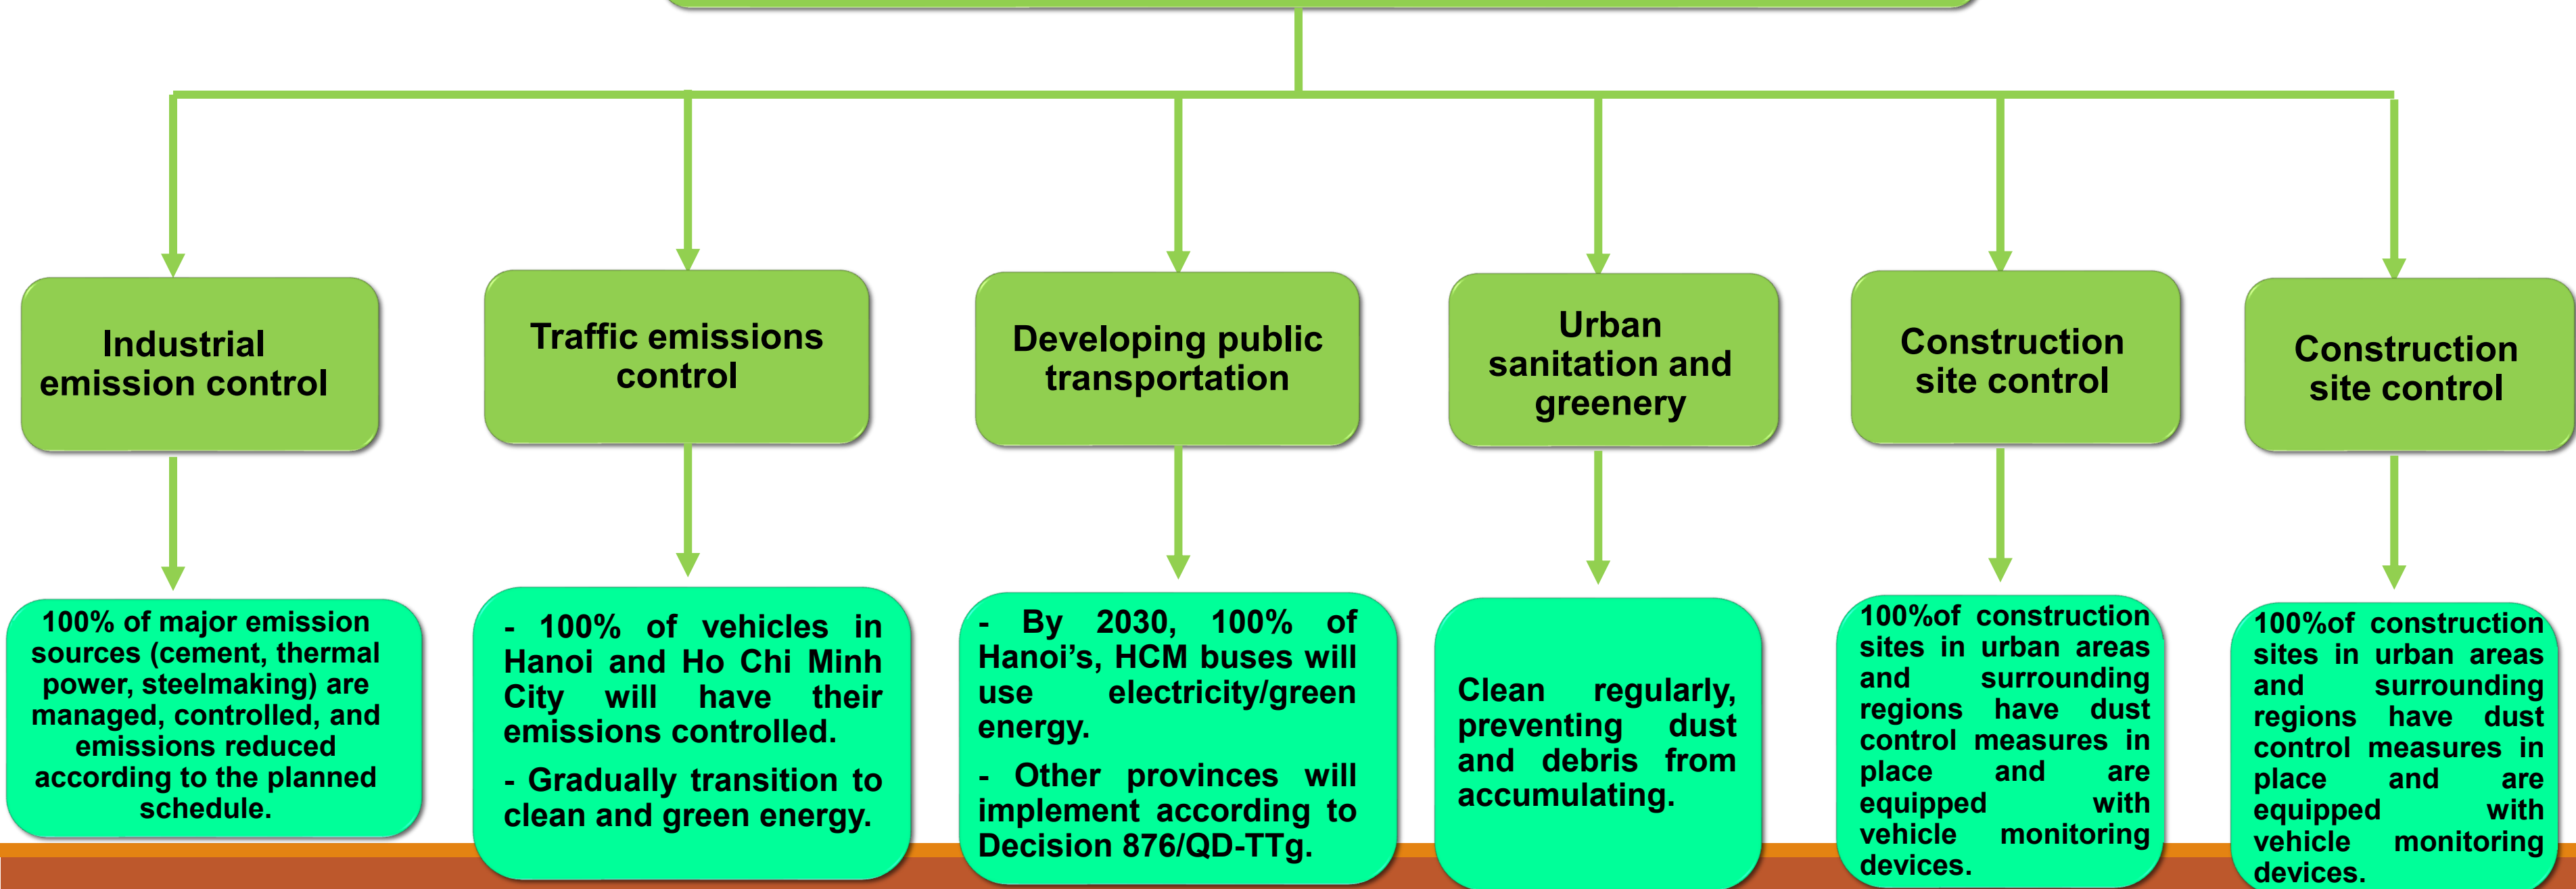 Industrial
emission control
Traffic emissions
control
Developing public
transportation
Urban
sanitation and
greenery
Construction
site control
Construction
site control
100% of major emission
sources (cement, thermal
power, steelmaking) are
managed, controlled, and
emissions reduced
according to the planned
schedule.
- 100% of vehicles in
Hanoi and Ho Chi Minh
City will have their
emissions controlled.
- Gradually transition to
clean and green energy.
- By 2030, 100% of
Hanoi’s, HCM buses will
use electricity/green
energy.
- Other provinces will
implement according to
Decision 876/QD-TTg.
Clean regularly,
preventing dust
and debris from
accumulating.
100%of construction
sites in urban areas
and surrounding
regions have dust
control measures in
place and are
equipped with
vehicle monitoring
devices.
100%of construction
sites in urban areas
and surrounding
regions have dust
control measures in
place and are
equipped with
vehicle monitoring
devices.